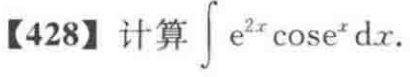 【428】 计算 ∫ e^{2x} cose^{x} dx.